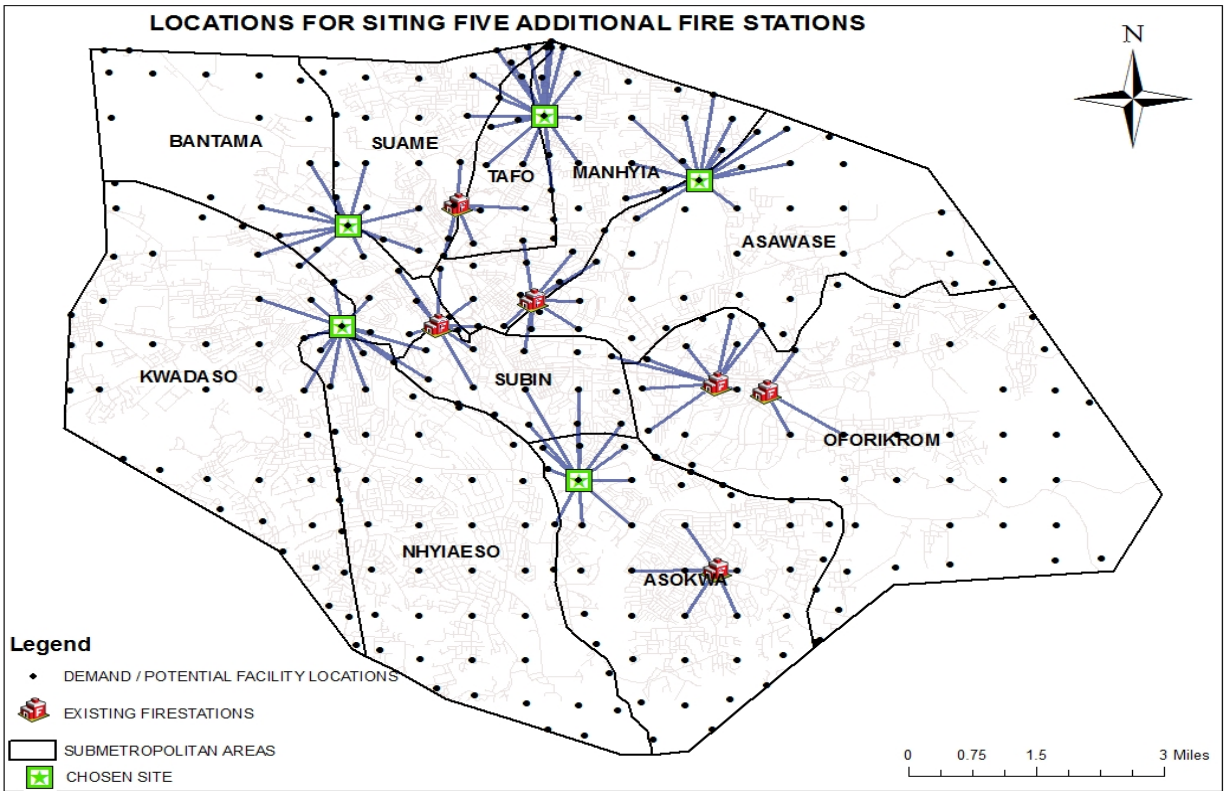 LOCATIONS FOR SITING FIVE ADDITIONAL FIRE STATIONS
N
BANTAMA
SUAME
TAFO
MANHYIA
ASAWASE
KWADASO
SUBIN
OFORIKROM
NHYIAESO
ASOKWA
Legend
DEMAND / POTENTIAL FACILITY LOCATIONS
EXISTING FIRESTATIONS
SUBMETROPOLITAN AREAS
CHOSEN SITE
0 0.75 1.5 3 Miles